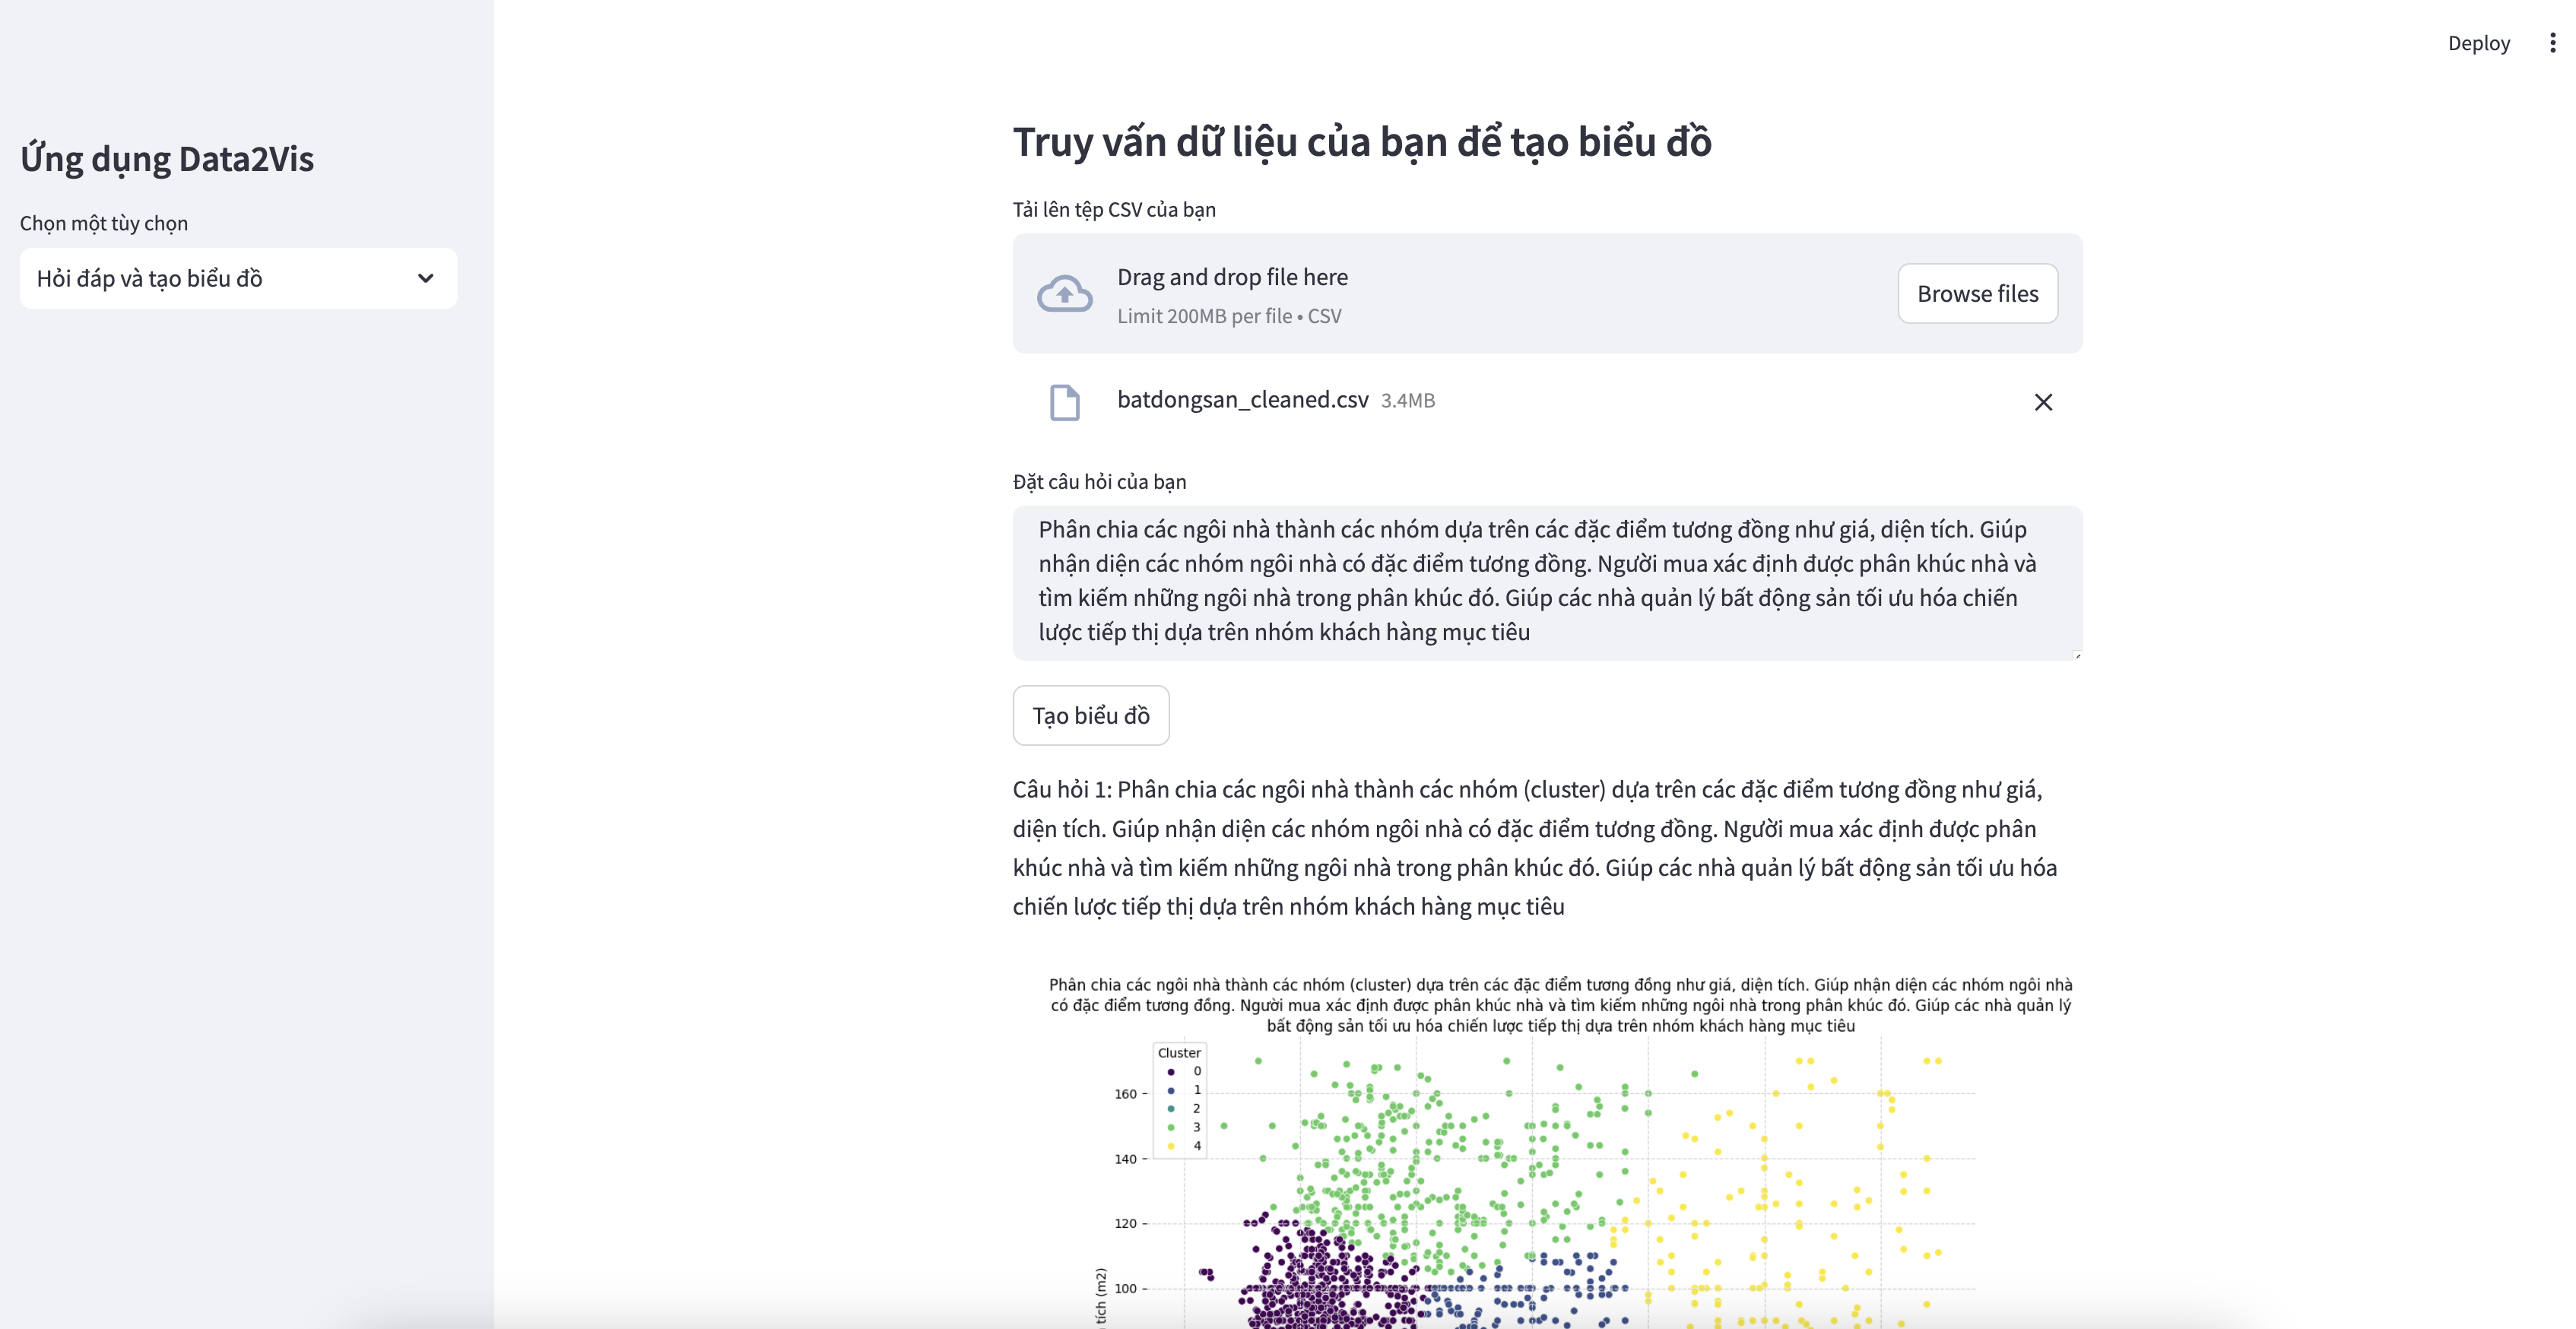 Deploy
Ứng dụng Data2Vis
Chọn một tùy chọn
Hỏi đáp và tạo biểu đồ
Truy vấn dữ liệu của bạn để tạo biểu đồ
Tải lên tệp CSV của bạn
Drag and drop file here
Limit 200MB per file • CSV
Browse files
batdongsan_cleaned.csv 3.4MB
Đặt câu hỏi của bạn
Phân chia các ngôi nhà thành các nhóm dựa trên các đặc điểm tương đồng như giá, diện tích. Giúp
nhận diện các nhóm ngôi nhà có đặc điểm tương đồng. Người mua xác định được phân khúc nhà và
tìm kiếm những ngôi nhà trong phân khúc đó. Giúp các nhà quản lý bất động sản tối ưu hóa chiến
lược tiếp thị dựa trên nhóm khách hàng mục tiêu
Tạo biểu đồ
Câu hỏi 1: Phân chia các ngôi nhà thành các nhóm (cluster) dựa trên các đặc điểm tương đồng như giá,
diện tích. Giúp nhận diện các nhóm ngôi nhà có đặc điểm tương đồng. Người mua xác định được phân
khúc nhà và tìm kiếm những ngôi nhà trong phân khúc đó. Giúp các nhà quản lý bất động sản tối ưu hóa
chiến lược tiếp thị dựa trên nhóm khách hàng mục tiêu
Phân chia các ngôi nhà thành các nhóm (cluster) dựa trên các đặc điểm tương đồng như giá, diện tích. Giúp nhận diện các nhóm ngôi nhà
có đặc điểm tương đồng. Người mua xác định được phân khúc nhà và tìm kiếm những ngôi nhà trong phân khúc đó. Giúp các nhà quản lý
bất động sản tối ưu hóa chiến lược tiếp thị dựa trên nhóm khách hàng mục tiêu
Cluster
0
1
2
3
4
160
140
120
100
tích (m2)